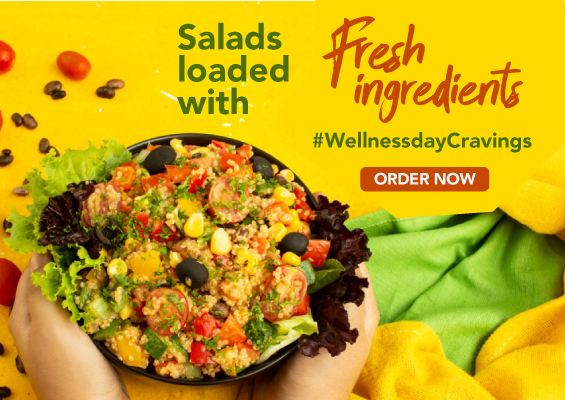 Salads
loaded
with
Fresh
ingredients
#WellnessdayCravings
ORDER NOW